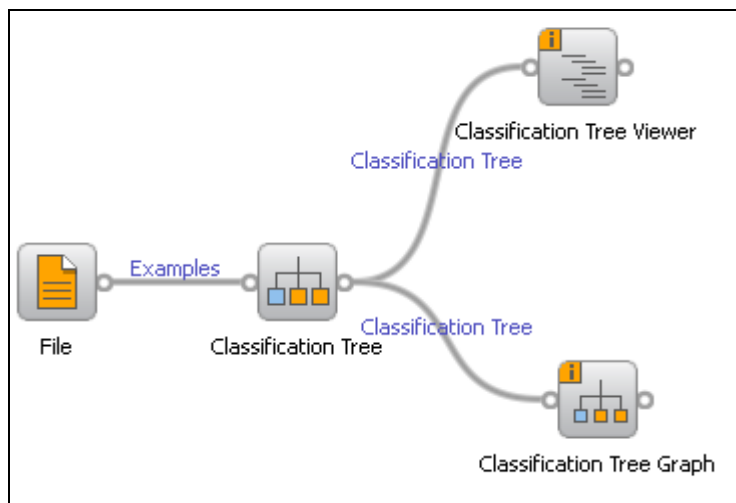 Classification Tree Viewer
Classification Tree
Examples
File
Classification Tree
Classification Tree
Classification Tree Graph